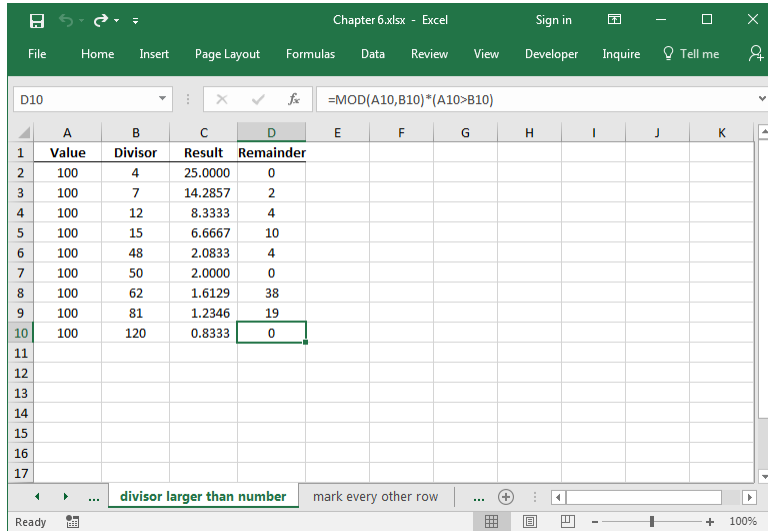 Chapter 6.xlsx - Excel Sign in
File Home Insert Page Layout Formulas Data Review View Developer Inquire Tell me
D10 fx =MOD(A10,B10)*(A10>B10)
A B C D E F G H I J K
1 Value Divisor Result Remainder
2 100 4 25.0000 0
3 100 7 14.2857 2
4 100 12 8.3333 4
5 100 15 6.6667 10
6 100 48 2.0833 4
7 100 50 2.0000 0
8 100 62 1.6129 38
9 100 81 1.2346 19
10 100 120 0.8333 0
11
12
13
14
15
16
17
... divisor larger than number mark every other row ...
Ready 100%